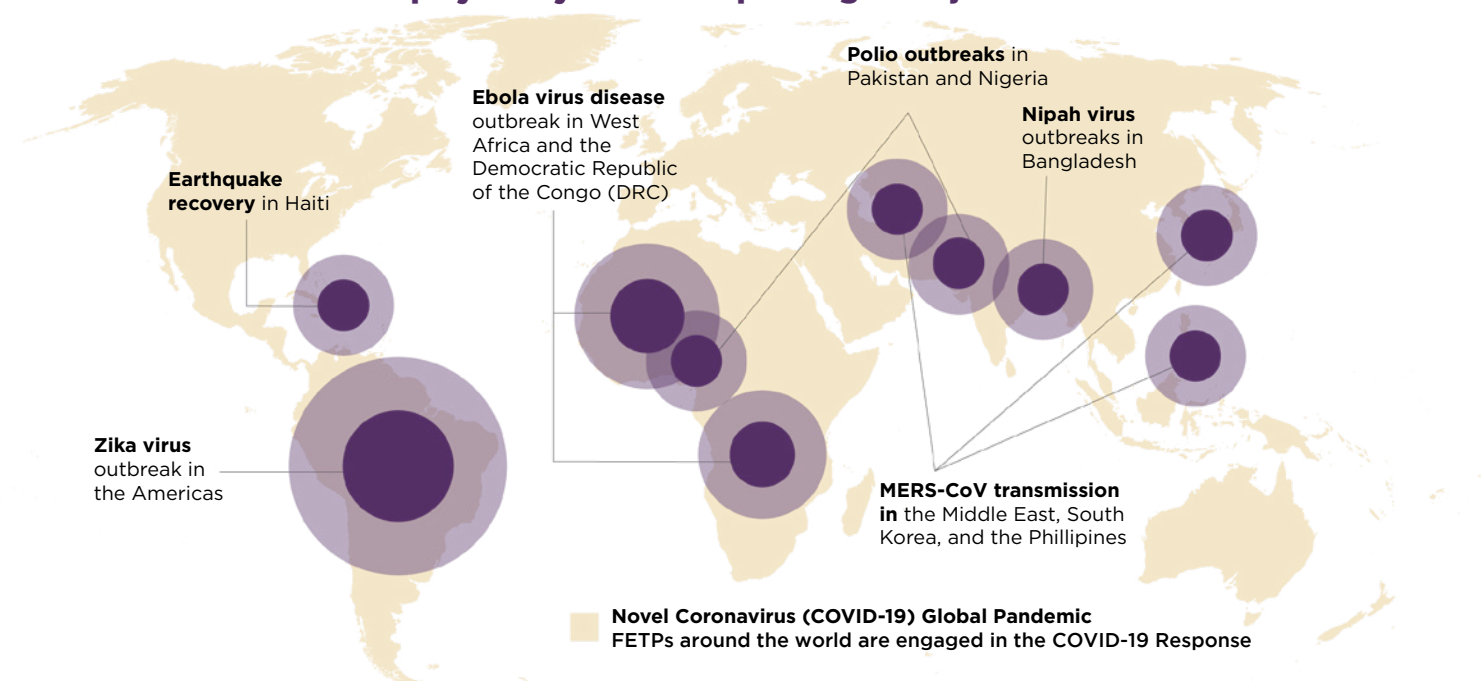 Earthquake
recovery in Haiti
Ebola virus disease
outbreak in West
Africa and the
Democratic Republic
of the Congo (DRC)
Polio outbreaks in
Pakistan and Nigeria
Nipah virus
outbreaks in
Bangladesh
Zika virus
outbreak in
the Americas
MERS-CoV transmission
in the Middle East, South
Korea, and the Phillipines
Novel Coronavirus (COVID-19) Global Pandemic
FETPs around the world are engaged in the COVID-19 Response